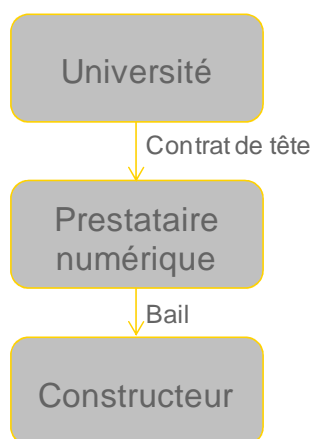 Université
Contrat de tête
Prestataire
numérique
Bail
Constructeur